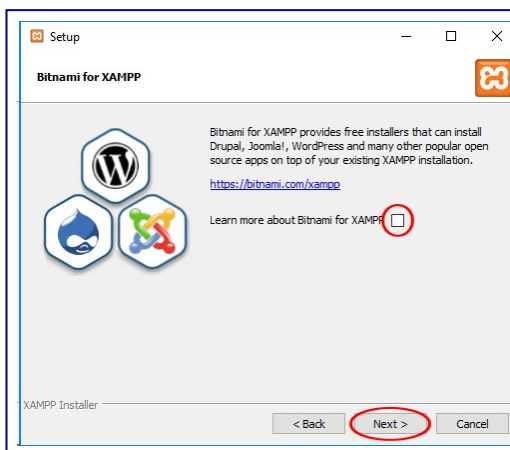 Setup
Bitnami for XAMPP
Bitnami for XAMPP provides free installers that can install
Drupal, Joomla!, WordPress and many other popular open
source apps on top of your existing XAMPP installation.
https://bitnami.com/xampp
Learn more about Bitnami for XAMPP
XAMPP Installer
< Back
Next >
Cancel